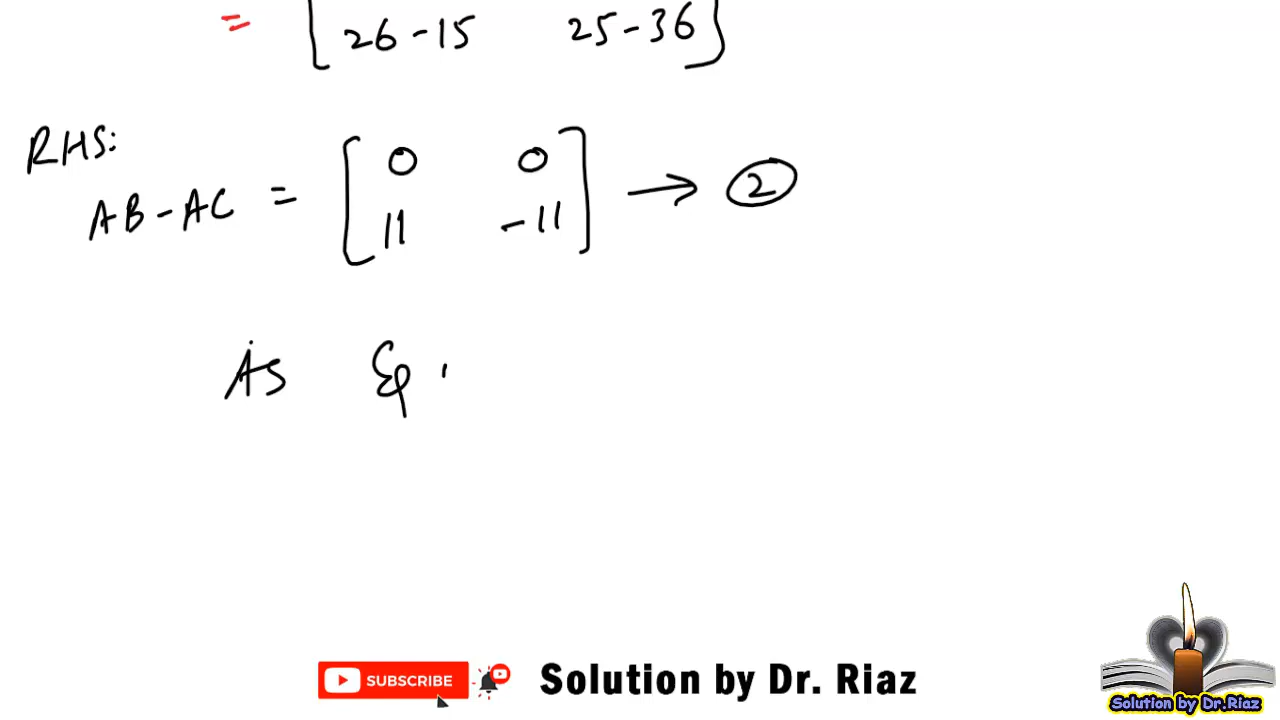 = [ 26-15 25-36 ]
RHS:
AB-AC = [ 0 0
11 -11 ] → ②
As Eq
SUBSCRIBE
Solution by Dr. Riaz
Solution by Dr.Riaz